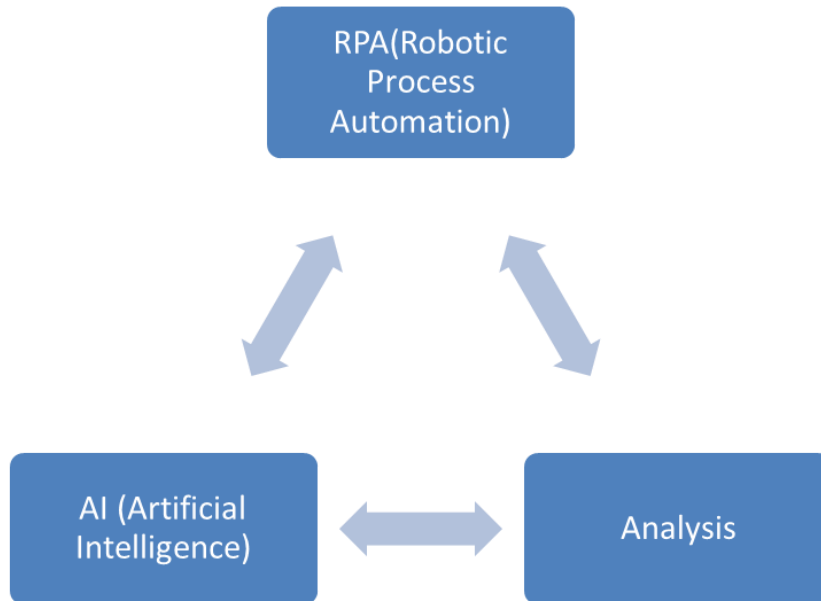 RPA(Robotic
Process
Automation)
AI (Artificial
Intelligence)
Analysis